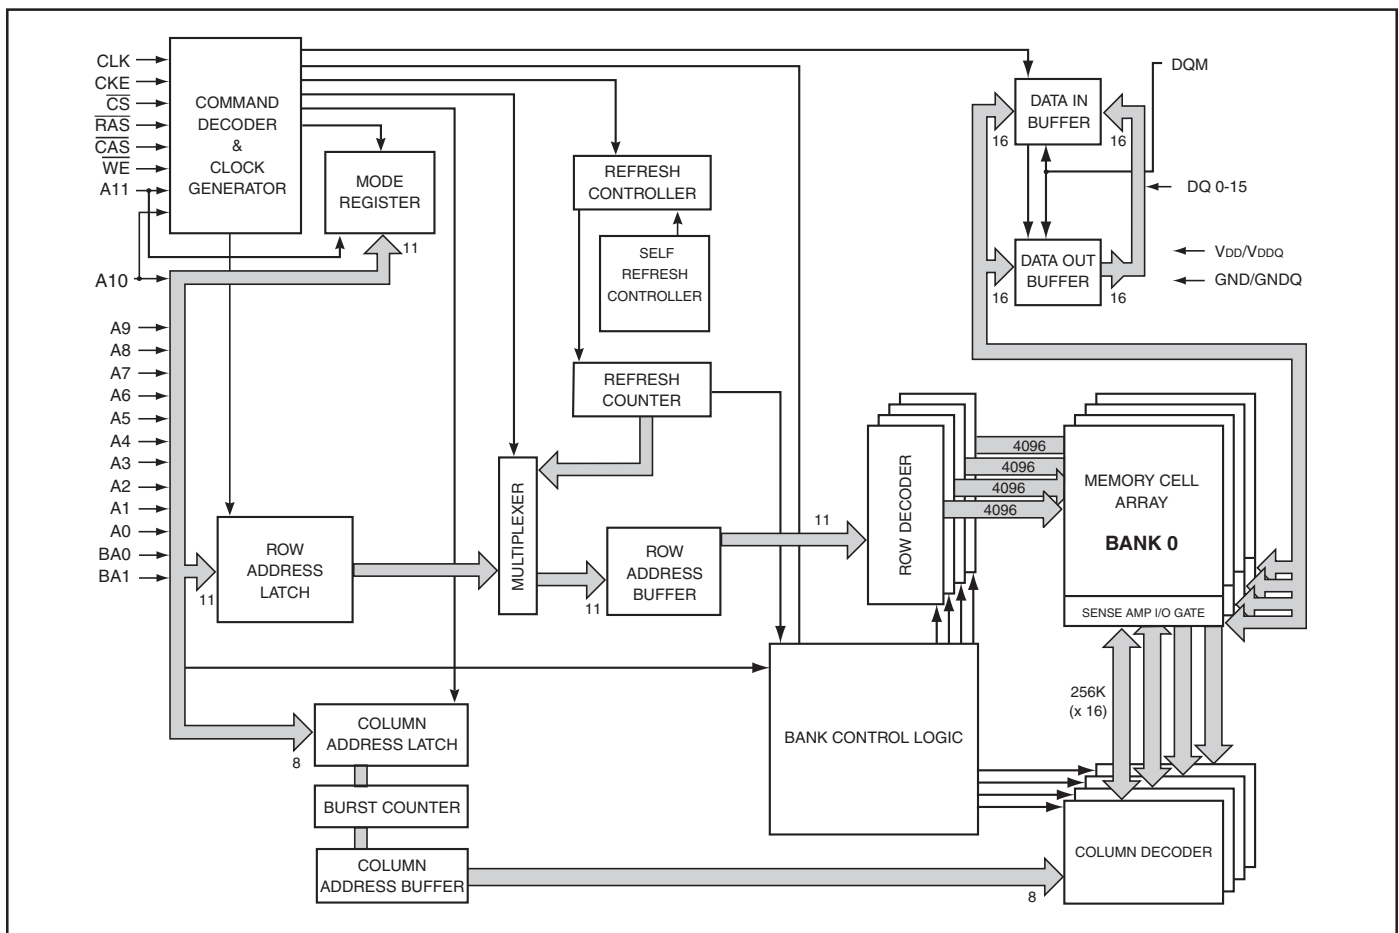 CLK
CKE
CS
RAS
CAS
WE
A11
A10
A9
A8
A7
A6
A5
A4
A3
A2
A1
A0
BA0
BA1
COMMAND
DECODER
&
CLOCK
GENERATOR
MODE
REGISTER
11
REFRESH
CONTROLLER
SELF
REFRESH
CONTROLLER
REFRESH
COUNTER
DATA IN
BUFFER
16
16
DQM
DQ 0-15
DATA OUT
BUFFER
16
16
VDD/VDDQ
GND/GNDQ
ROW
ADDRESS
LATCH
11
MULTIPLEXER
11
ROW
ADDRESS
BUFFER
11
ROW DECODER
4096
4096
4096
4096
MEMORY CELL
ARRAY
BANK 0
SENSE AMP I/O GATE
256K
(x 16)
BANK CONTROL LOGIC
COLUMN
ADDRESS LATCH
8
BURST COUNTER
COLUMN
ADDRESS BUFFER
8
COLUMN DECODER